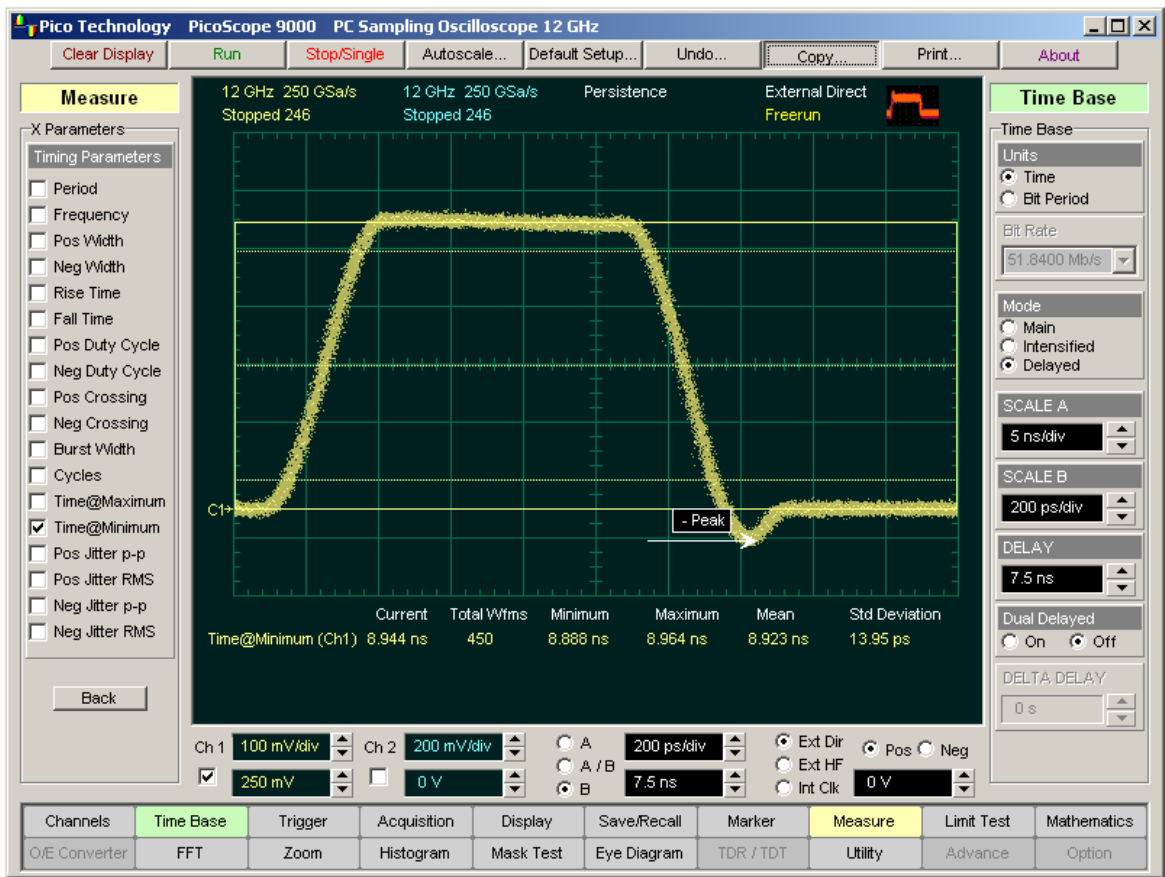 Pico Technology PicoScope 9000 PC Sampling Oscilloscope 12 GHz
Clear Display Run Stop/Single Autoscale... Default Setup... Undo... Copy... Print... About
Measure
X Parameters
Timing Parameters
Period
Frequency
Pos Width
Neg Width
Rise Time
Fall Time
Pos Duty Cycle
Neg Duty Cycle
Pos Crossing
Neg Crossing
Burst Width
Cycles
Time@Maximum
Time@Minimum
Pos Jitter p-p
Pos Jitter RMS
Neg Jitter p-p
Neg Jitter RMS
Back
12 GHz 250 GSa/s 12 GHz 250 GSa/s Persistence External Direct
Stopped 246 Stopped 246 Freerun
C1
- Peak
Current Total Wfms Minimum Maximum Mean Std Deviation
Time@Minimum (Ch1) 8.944 ns 450 8.888 ns 8.964 ns 8.923 ns 13.95 ps
Time Base
Time Base
Units
Time
Bit Period
Bit Rate
51.8400 Mb/s
Mode
Main
Intensified
Delayed
SCALE A
5 ns/div
SCALE B
200 ps/div
DELAY
7.5 ns
Dual Delayed
On Off
DELTA DELAY
0 s
Ch 1 100 mV/div Ch 2 200 mV/div A 200 ps/div Ext Dir Pos Neg
A / B Ext HF
250 mV 0 V B 7.5 ns Int Clk 0 V
Channels Time Base Trigger Acquisition Display Save/Recall Marker Measure Limit Test Mathematics
O/E Converter FFT Zoom Histogram Mask Test Eye Diagram TDR / TDT Utility Advance Option